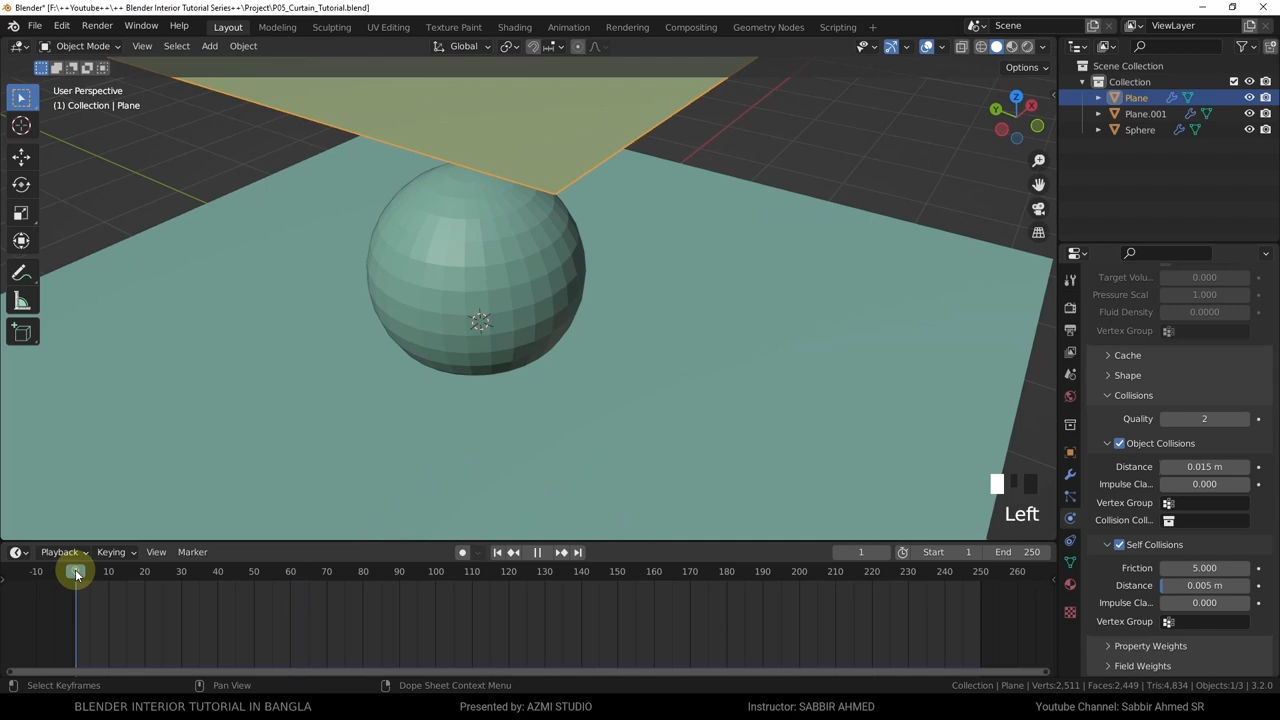 Blender* [F:\++Youtube++\++ Blender Interior Tutorial Series++\Project\P05_Curtain_Tutorial.blend]
File Edit Render Window Help Layout Modeling Sculpting UV Editing Texture Paint Shading Animation Rendering Compositing Geometry Nodes Scripting + Scene ViewLayer
Object Mode View Select Add Object Global
Options
User Perspective
(1) Collection | Plane
Z
Y
X
Scene Collection
Collection
Plane
Plane.001
Sphere
Target Volu... 0.000
Pressure Scal 1.000
Fluid Density 0.0000
Vertex Group
Cache
Shape
Collisions
Quality 2
Object Collisions
Distance 0.015 m
Impulse Cla... 0.000
Vertex Group
Collision Coll...
Self Collisions
Friction 5.000
Distance 0.005 m
Impulse Cla... 0.000
Vertex Group
Property Weights
Field Weights
Left
Playback Keying View Marker 1 Start 1 End 250
-10 10 20 30 40 50 60 70 80 90 100 110 120 130 140 150 160 170 180 190 200 210 220 230 240 250 260
Select Keyframes Pan View Dope Sheet Context Menu Collection | Plane | Verts:2,511 | Faces:2,449 | Tris:4,834 | Objects:1/3 | 3.2.0
BLENDER INTERIOR TUTORIAL IN BANGLA Presented by: AZMI STUDIO Instructor: SABBIR AHMED Youtube Channel: Sabbir Ahmed SR